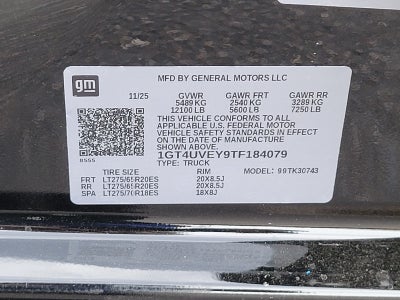 gm
MFD BY GENERAL MOTORS LLC
11/25 GVWR GAWR FRT GAWR RR
5489 KG 2540 KG 3289 KG
12100 LB 5600 LB 7250 LB
THIS VEHICLE CONFORMS TO ALL
APPLICABLE U.S. FEDERAL MOTOR
VEHICLE SAFETY STANDARDS IN EFFECT
ON THE DATE OF MANUFACTURE SHOWN ABOVE.
1GT4UVEY9TF184079
TYPE: TRUCK
8555
TIRE SIZE RIM MODEL: 99TK30743
FRT LT275/65R20ES 20X8.5J
RR LT275/65R20ES 20X8.5J
SPA LT275/70R18ES 18X8J